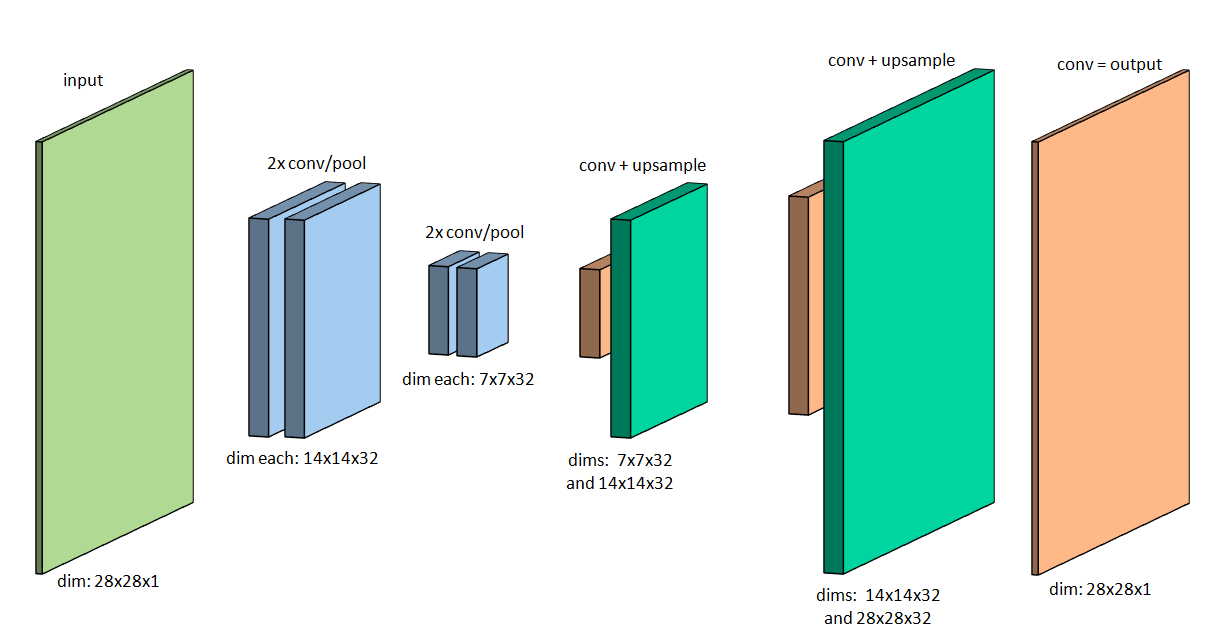 input
dim: 28x28x1
2x conv/pool
dim each: 14x14x32
2x conv/pool
dim each: 7x7x32
conv + upsample
dims:  7x7x32
and 14x14x32
conv + upsample
dims:  14x14x32
and 28x28x32
conv = output
dim: 28x28x1